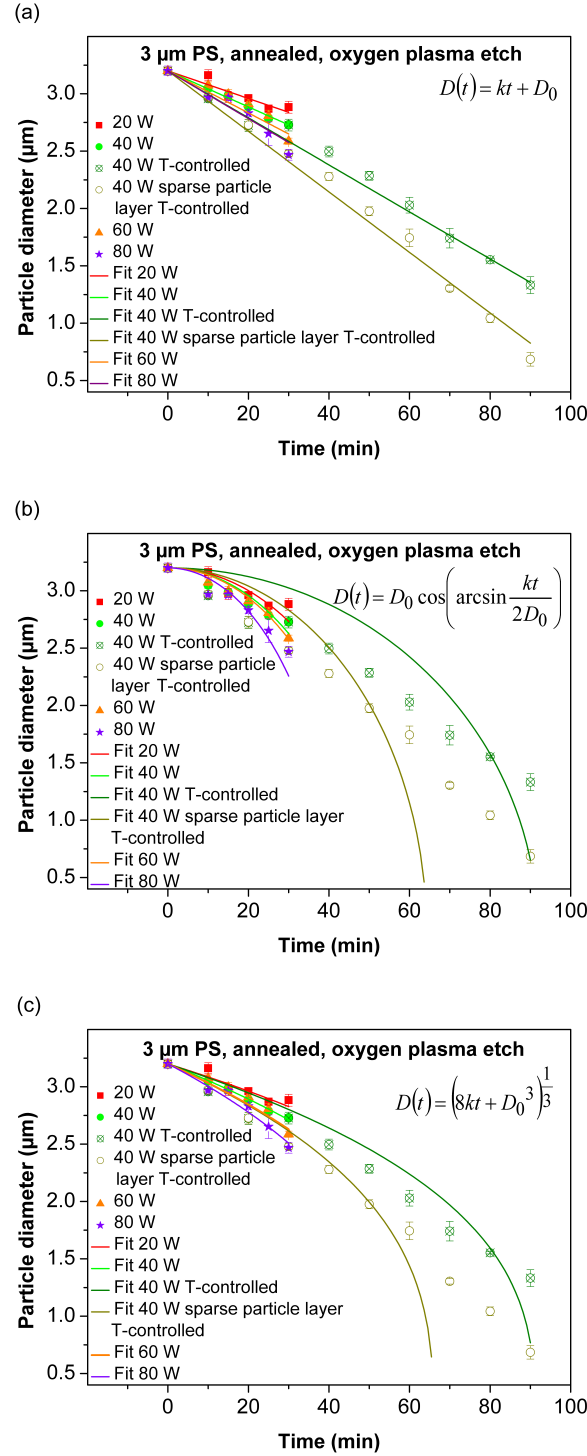 (a)
3 µm PS, annealed, oxygen plasma etch
D(t) = kt + D₀
3.0
2.5
2.0
1.5
1.0
0.5
Particle diameter (µm)
20 W
40 W
40 W T-controlled
40 W sparse particle
layer T-controlled
60 W
80 W
Fit 20 W
Fit 40 W
Fit 40 W T-controlled
Fit 40 W sparse particle layer T-controlled
Fit 60 W
Fit 80 W
0 20 40 60 80 100
Time (min)
(b)
3 µm PS, annealed, oxygen plasma etch
D(t) = D₀ cos(arcsin kt/2D₀)
3.0
2.5
2.0
1.5
1.0
0.5
Particle diameter (µm)
20 W
40 W
40 W T-controlled
40 W sparse particle
layer T-controlled
60 W
80 W
Fit 20 W
Fit 40 W
Fit 40 W T-controlled
Fit 40 W sparse particle layer
T-controlled
Fit 60 W
Fit 80 W
0 20 40 60 80 100
Time (min)
(c)
3 µm PS, annealed, oxygen plasma etch
D(t) = (8kt + D₀³)^1/3
3.0
2.5
2.0
1.5
1.0
0.5
Particle diameter (µm)
20 W
40 W
40 W T-controlled
40 W sparse particle
layer T-controlled
60 W
80 W
Fit 20 W
Fit 40 W
Fit 40 W T-controlled
Fit 40 W sparse particle layer
T-controlled
Fit 60 W
Fit 80 W
0 20 40 60 80 100
Time (min)